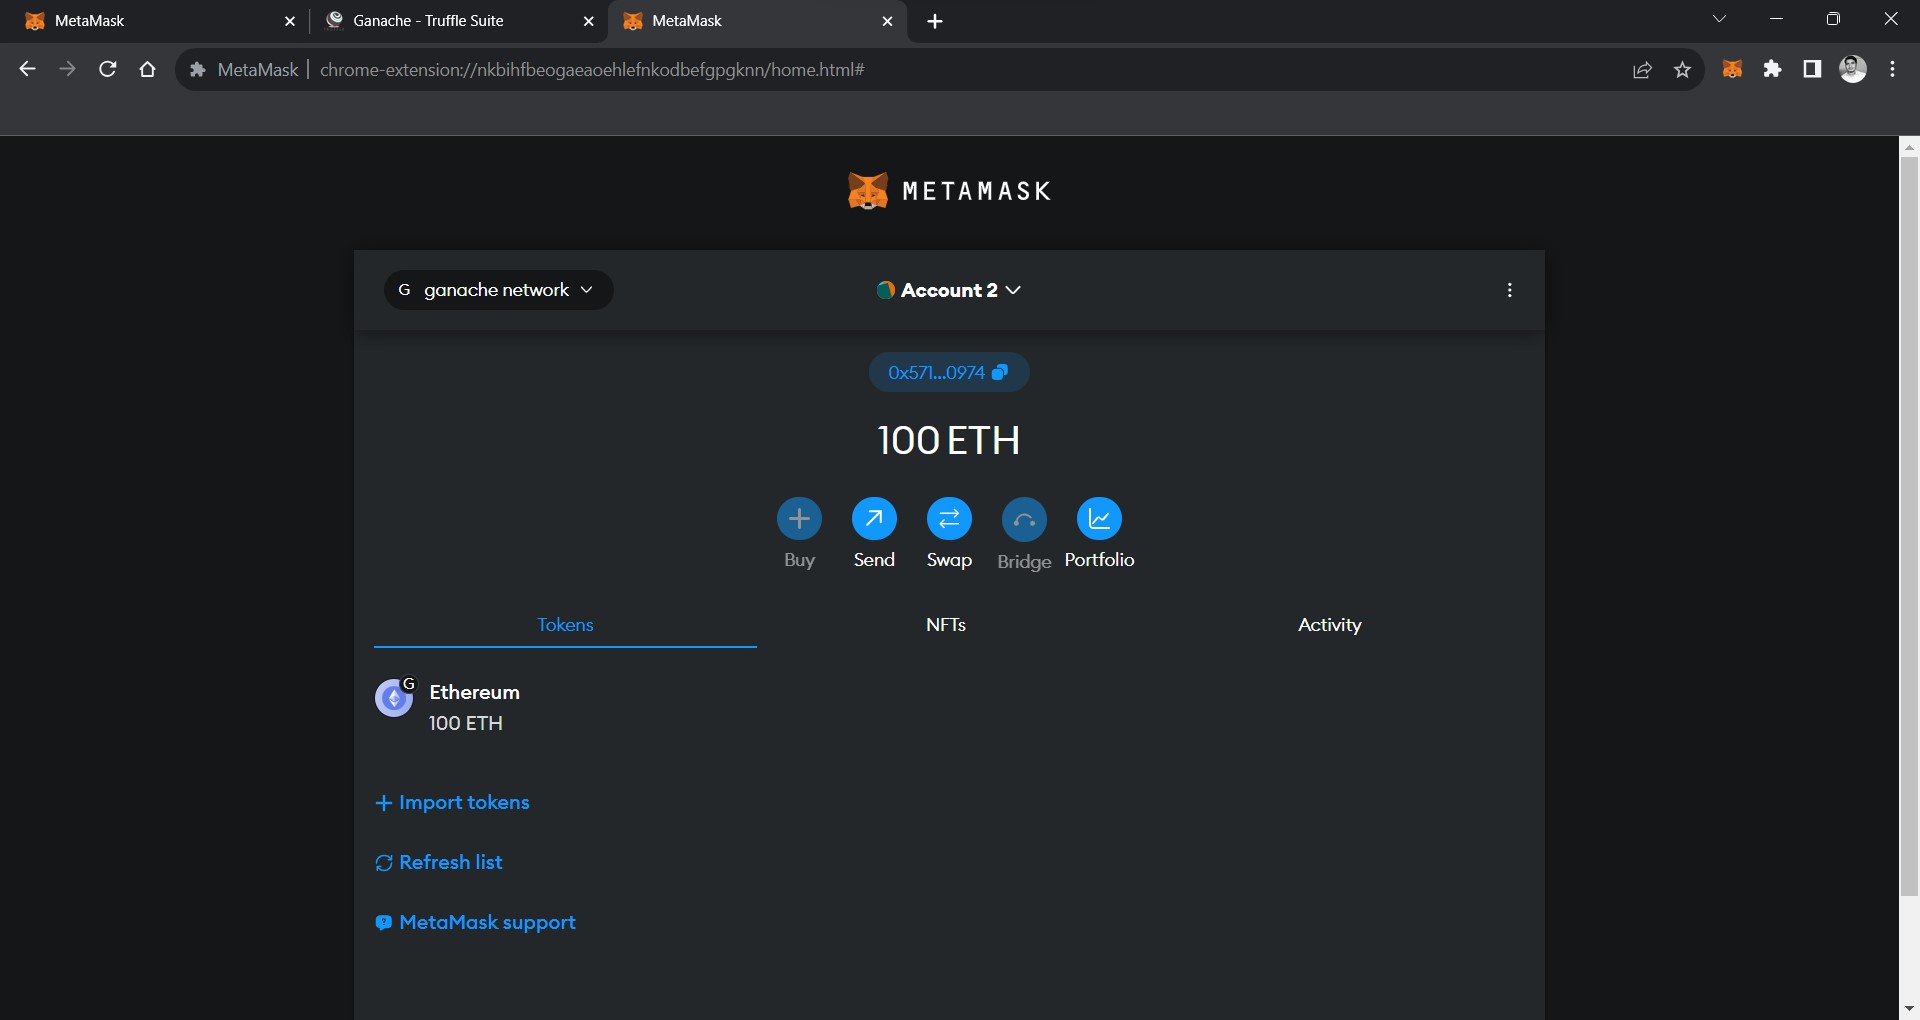 MetaMask
Ganache - Truffle Suite
MetaMask
MetaMask
chrome-extension://nkbihfbeogaeaoehlefnkodbefgpgknn/home.html#
METAMASK
G ganache network
Account 2
0x571...0974
100 ETH
Buy
Send
Swap
Bridge
Portfolio
Tokens
NFTs
Activity
G
Ethereum
100 ETH
Import tokens
Refresh list
MetaMask support